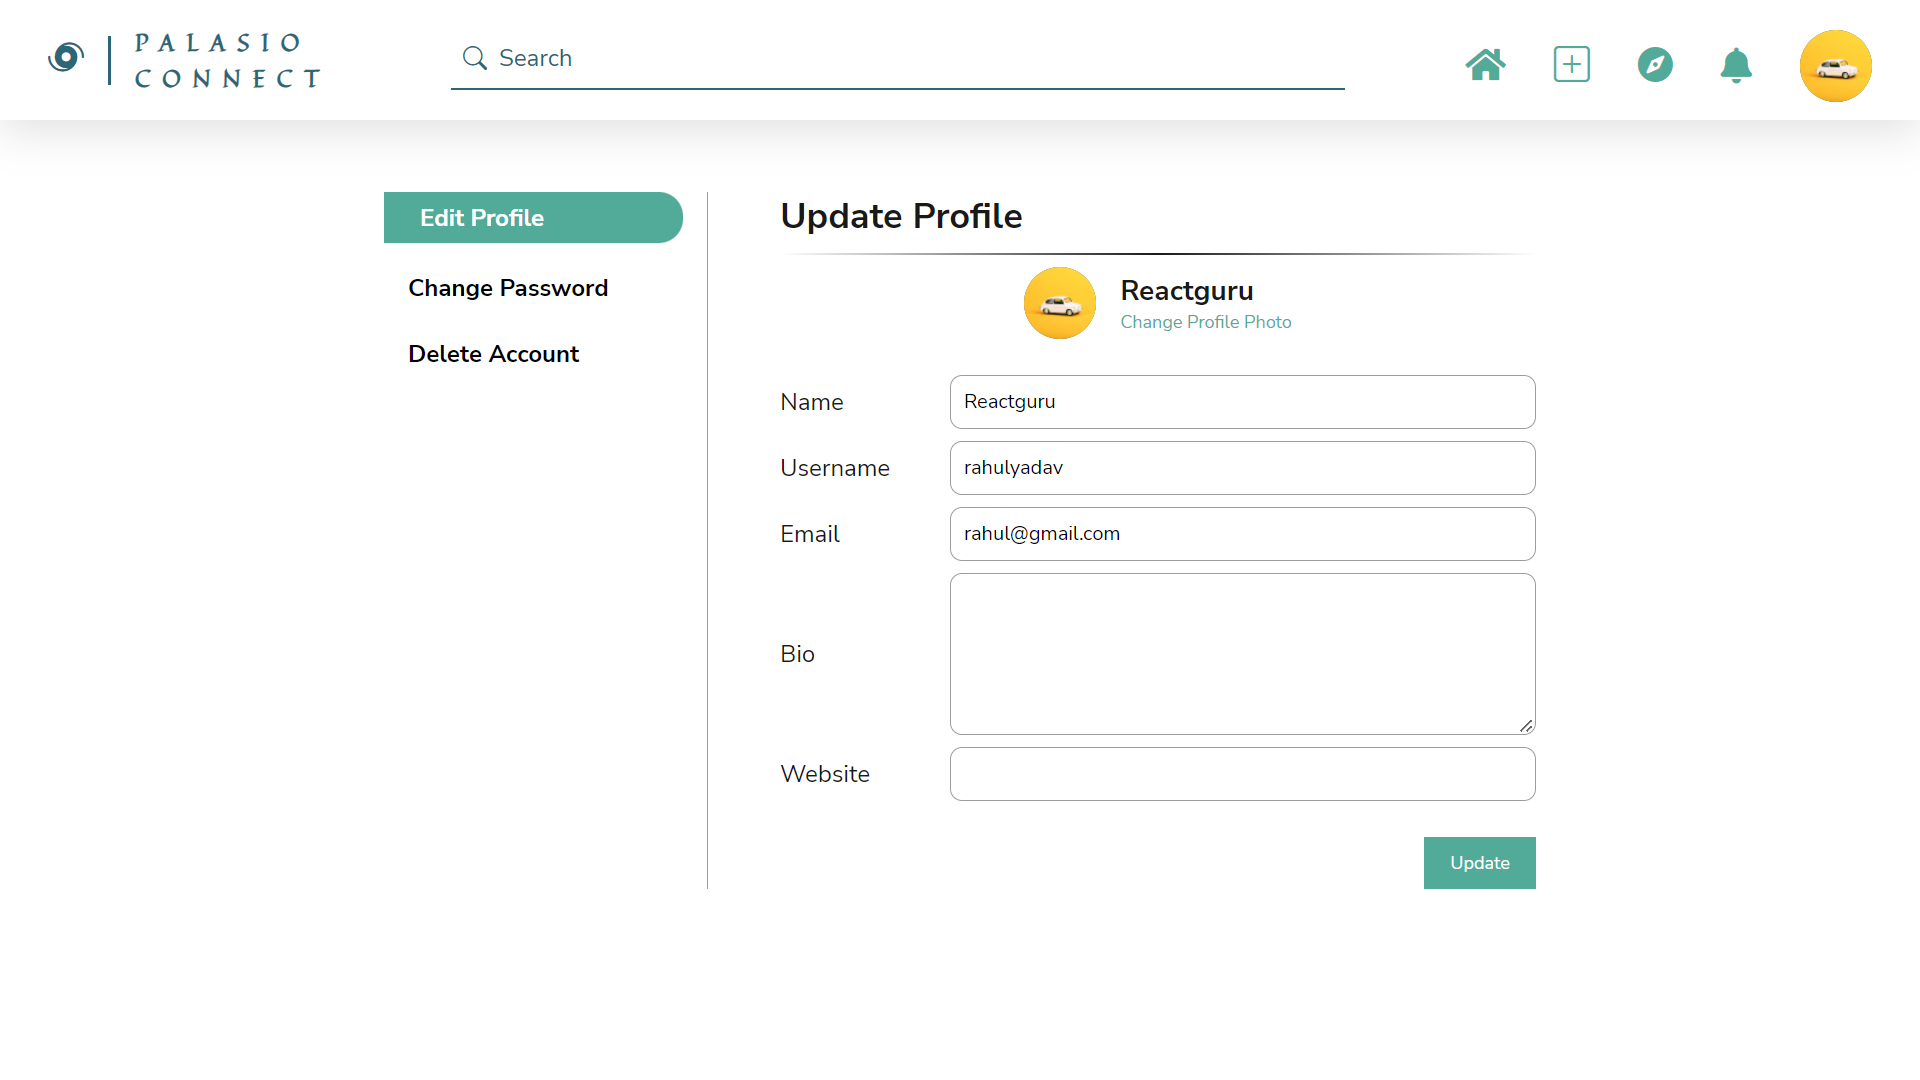 PALASIO
CONNECT
Search
Edit Profile
Change Password
Delete Account
Update Profile
Reactguru
Change Profile Photo
Name
Reactguru
Username
rahulyadav
Email
rahul@gmail.com
Bio
Website
Update